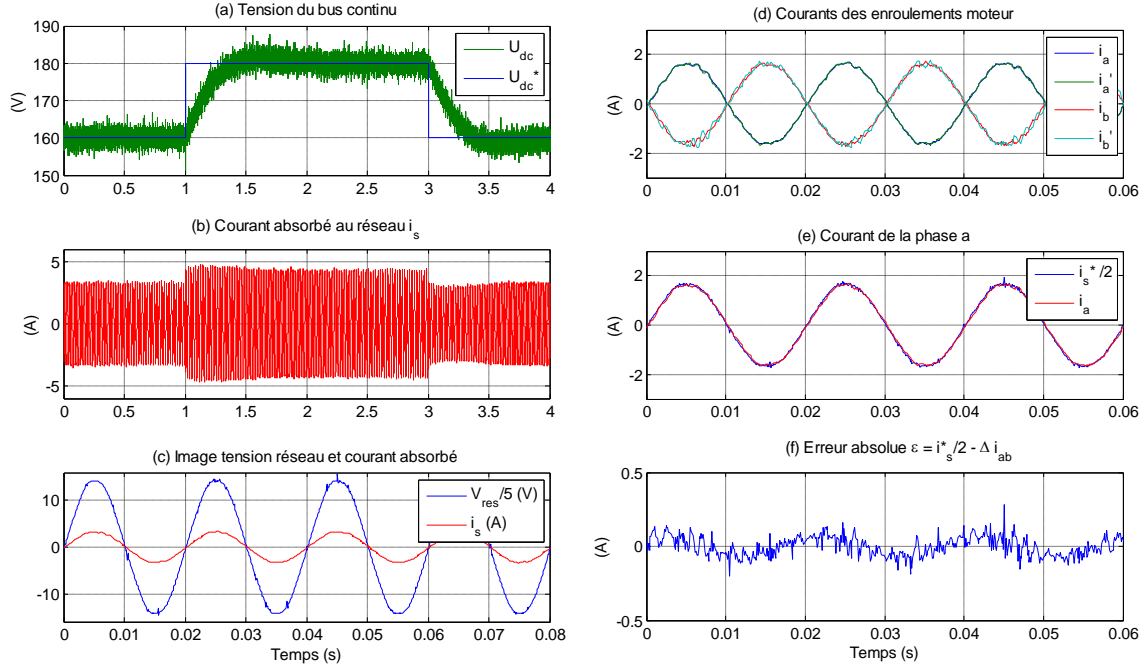 (a) Tension du bus continu
190
180
170
160
150
(V)
U_dc
U_dc*
0 0.5 1 1.5 2 2.5 3 3.5 4
(b) Courant absorbé au réseau i_s
5
0
-5
(A)
0 0.5 1 1.5 2 2.5 3 3.5 4
(c) Image tension réseau et courant absorbé
10
0
-10
V_res/5 (V)
i_s (A)
0 0.01 0.02 0.03 0.04 0.05 0.06 0.07 0.08
Temps (s)
(d) Courants des enroulements moteur
2
0
-2
(A)
i_a
i_a'
i_b
i_b'
0 0.01 0.02 0.03 0.04 0.05 0.06
(e) Courant de la phase a
2
0
-2
(A)
i_s*/2
i_a
0 0.01 0.02 0.03 0.04 0.05 0.06
(f) Erreur absolue ε = i*_s/2 - Δ i_ab
0.5
0
-0.5
(A)
0 0.01 0.02 0.03 0.04 0.05 0.06
Temps (s)